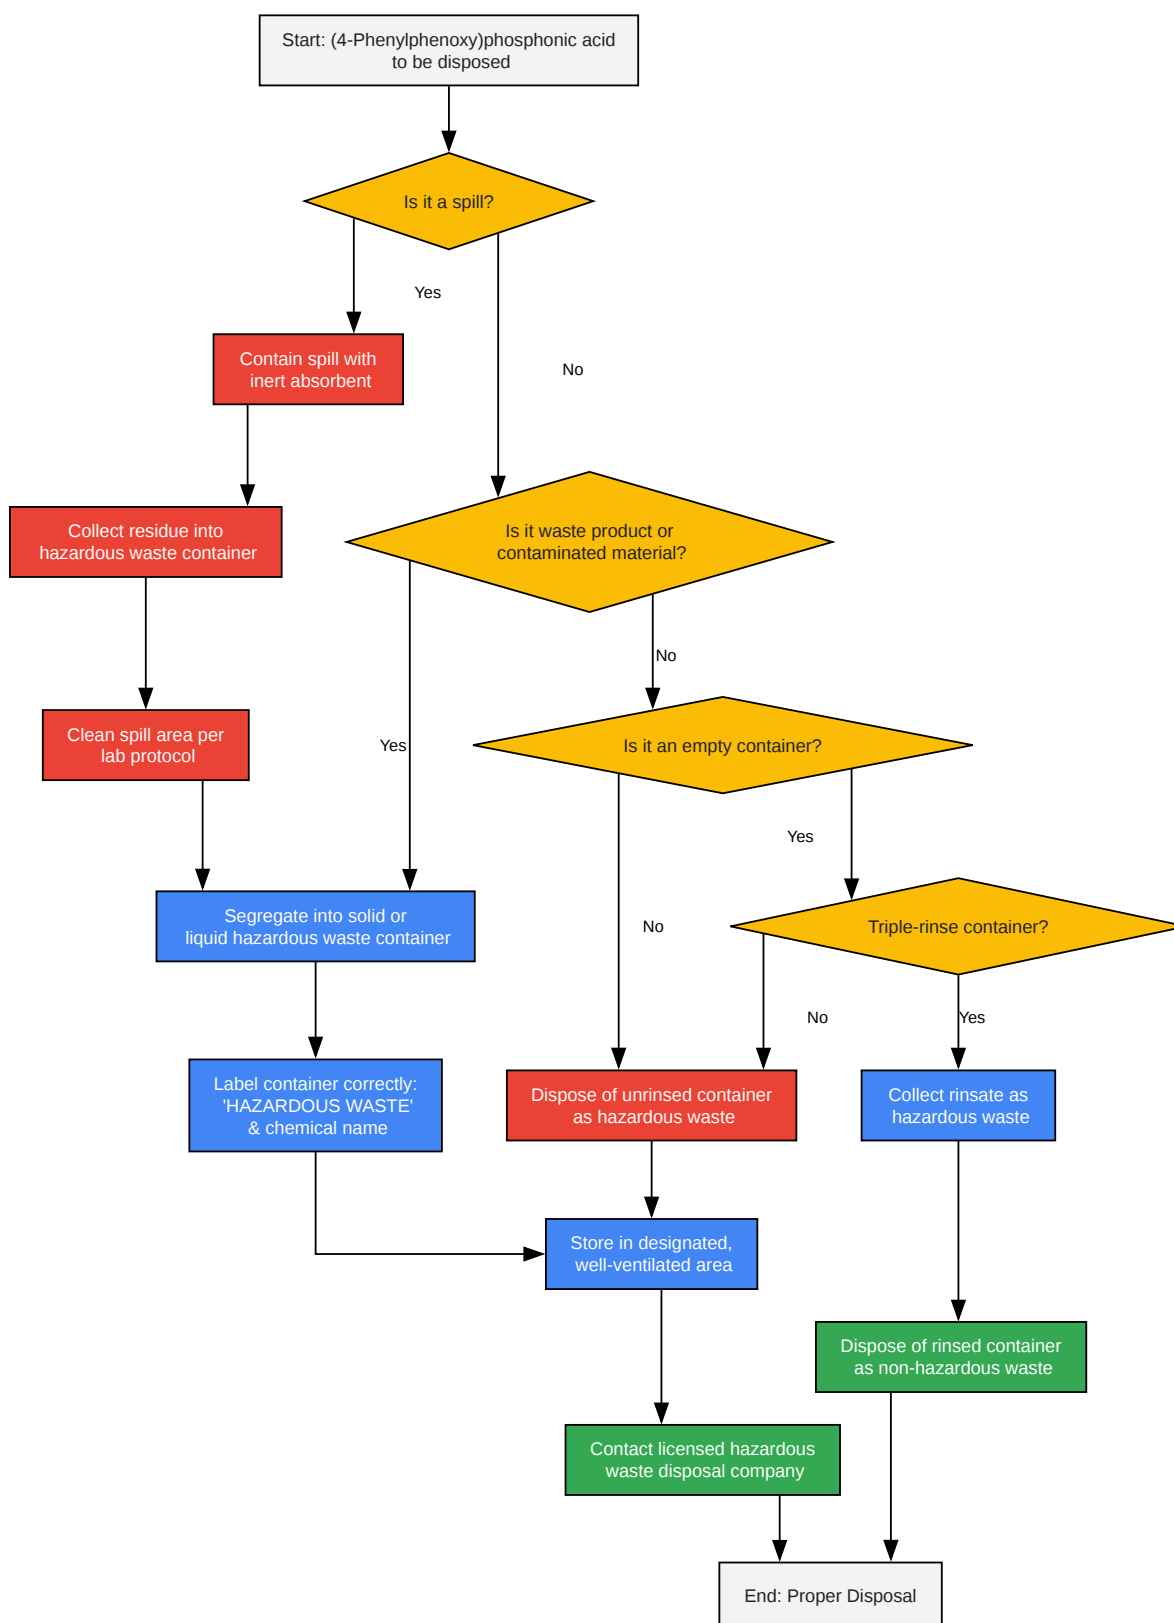 Start: (4-Phenylphenoxy)phosphonic acid
to be disposed
Is it a spill?
Yes
No
Contain spill with
inert absorbent
Collect residue into
hazardous waste container
Is it waste product or
contaminated material?
No
Yes
Clean spill area per
lab protocol
Is it an empty container?
Yes
No
Segregate into solid or
liquid hazardous waste container
Triple-rinse container?
No
Yes
Label container correctly:
'HAZARDOUS WASTE'
& chemical name
Dispose of unrinsed container
as hazardous waste
Collect rinsate as
hazardous waste
Store in designated,
well-ventilated area
Dispose of rinsed container
as non-hazardous waste
Contact licensed hazardous
waste disposal company
End: Proper Disposal